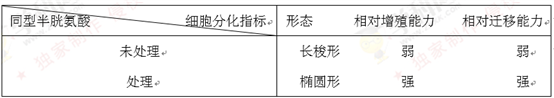 同型半胱氨酸 细胞分化指标 形态 相对增殖能力 相对迁移能力
未处理 长梭形 弱 弱
处理 椭圆形 强 强